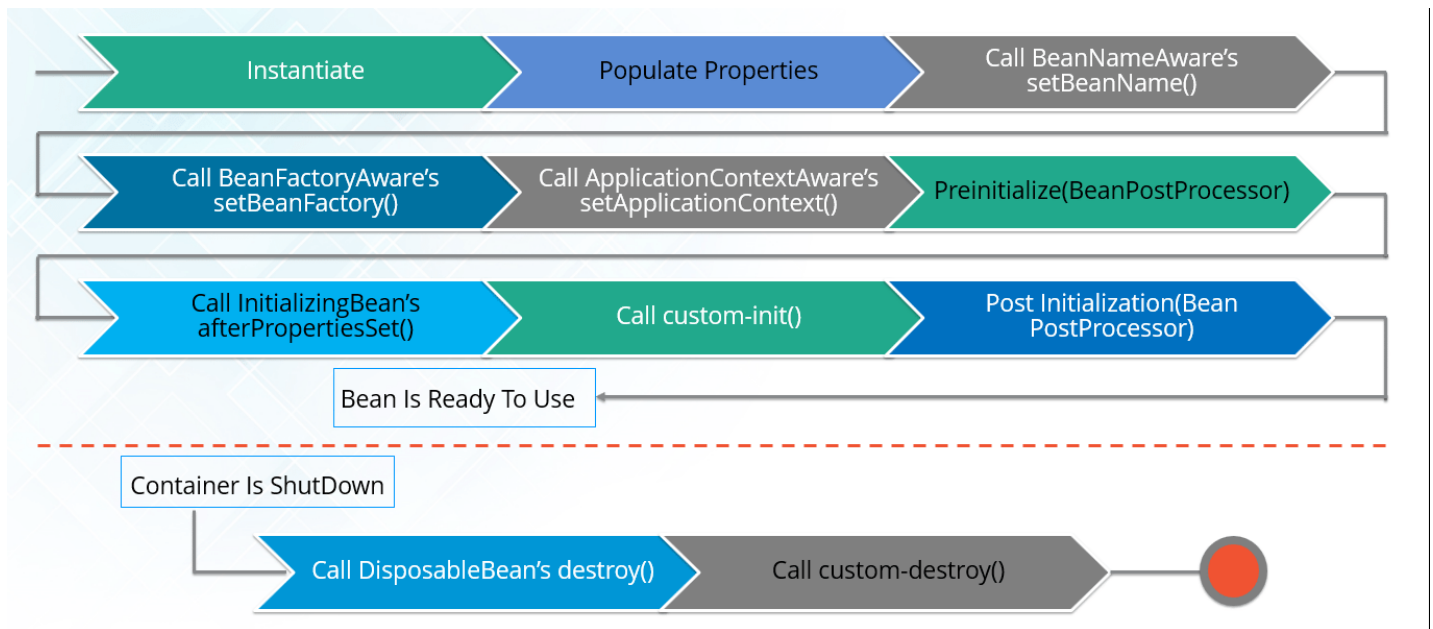 Instantiate
Populate Properties
Call BeanNameAware’s
setBeanName()
Call BeanFactoryAware’s
setBeanFactory()
Call ApplicationContextAware’s
setApplicationContext()
Preinitialize(BeanPostProcessor)
Call InitializingBean’s
afterPropertiesSet()
Call custom-init()
Post Initialization(Bean
PostProcessor)
Bean Is Ready To Use
Container Is ShutDown
Call DisposableBean’s destroy()
Call custom-destroy()